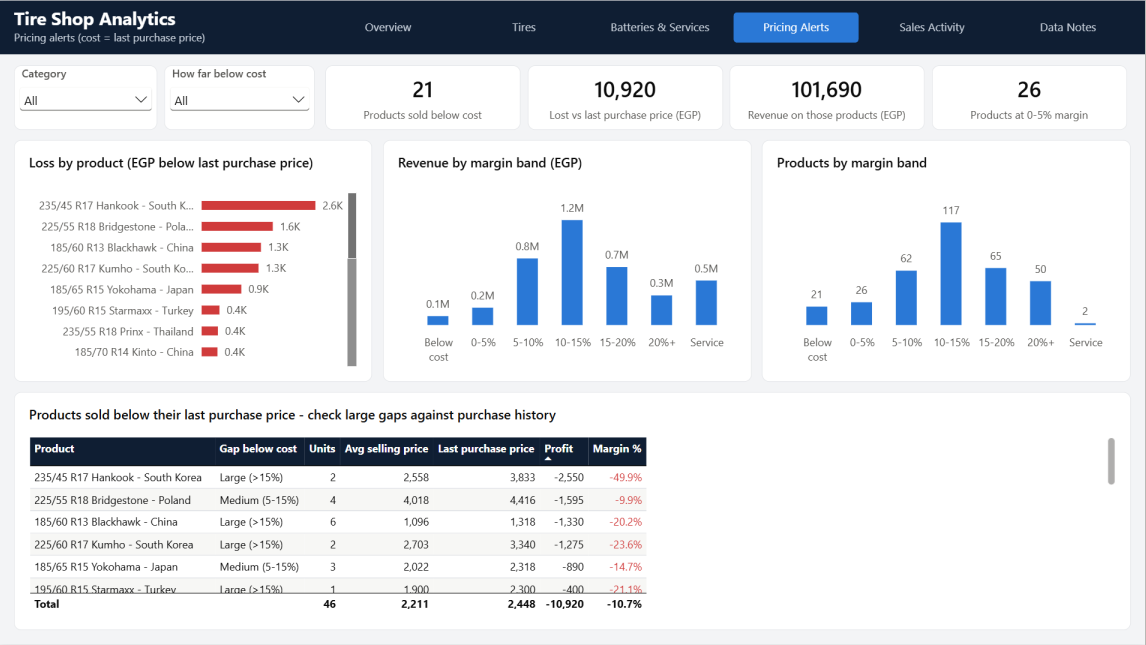 Tire Shop Analytics
Pricing alerts (cost = last purchase price)
Overview
Tires
Batteries & Services
Pricing Alerts
Sales Activity
Data Notes
Category
All
How far below cost
All
21
Products sold below cost
10,920
Lost vs last purchase price (EGP)
101,690
Revenue on those products (EGP)
26
Products at 0-5% margin
Loss by product (EGP below last purchase price)
235/45 R17 Hankook - South K... 2.6K
225/55 R18 Bridgestone - Pola... 1.6K
185/60 R13 Blackhawk - China 1.3K
225/60 R17 Kumho - South Ko... 1.3K
185/65 R15 Yokohama - Japan 0.9K
195/60 R15 Starmaxx - Turkey 0.4K
235/55 R18 Prinx - Thailand 0.4K
185/70 R14 Kinto - China 0.4K
Revenue by margin band (EGP)
0.1M 0.2M 0.8M 1.2M 0.7M 0.3M 0.5M
Below cost 0-5% 5-10% 10-15% 15-20% 20%+ Service
Products by margin band
21 26 62 117 65 50 2
Below cost 0-5% 5-10% 10-15% 15-20% 20%+ Service
Products sold below their last purchase price - check large gaps against purchase history
Product Gap below cost Units Avg selling price Last purchase price Profit Margin %
235/45 R17 Hankook - South Korea Large (>15%) 2 2,558 3,833 -2,550 -49.9%
225/55 R18 Bridgestone - Poland Medium (5-15%) 4 4,018 4,416 -1,595 -9.9%
185/60 R13 Blackhawk - China Large (>15%) 6 1,096 1,318 -1,330 -20.2%
225/60 R17 Kumho - South Korea Large (>15%) 2 2,703 3,340 -1,275 -23.6%
185/65 R15 Yokohama - Japan Medium (5-15%) 3 2,022 2,318 -890 -14.7%
195/60 R15 Starmaxx - Turkey Large (>15%) 1 1,900 2,300 -400 -21.1%
Total 46 2,211 2,448 -10,920 -10.7%